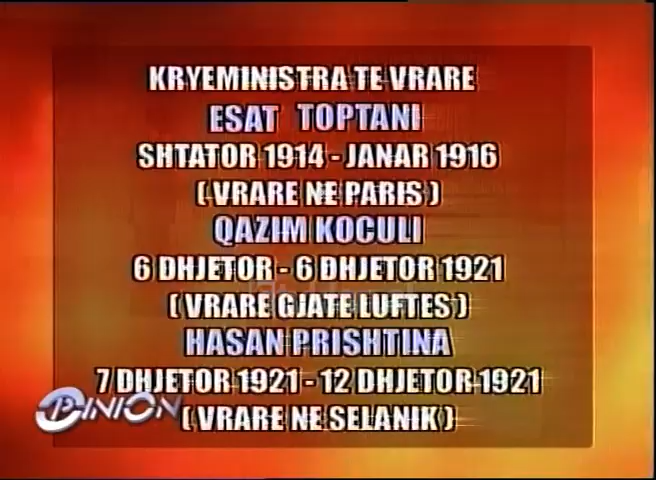 KRYEMINISTRA TE VRARE
ESAT TOPTANI
SHTATOR 1914 - JANAR 1916
( VRARE NE PARIS )
QAZIM KOCULI
6 DHJETOR - 6 DHJETOR 1921
( VRARE GJATE LUFTES )
HASAN PRISHTINA
7 DHJETOR 1921 - 12 DHJETOR 1921
( VRARE NE SELANIK )
OPINION